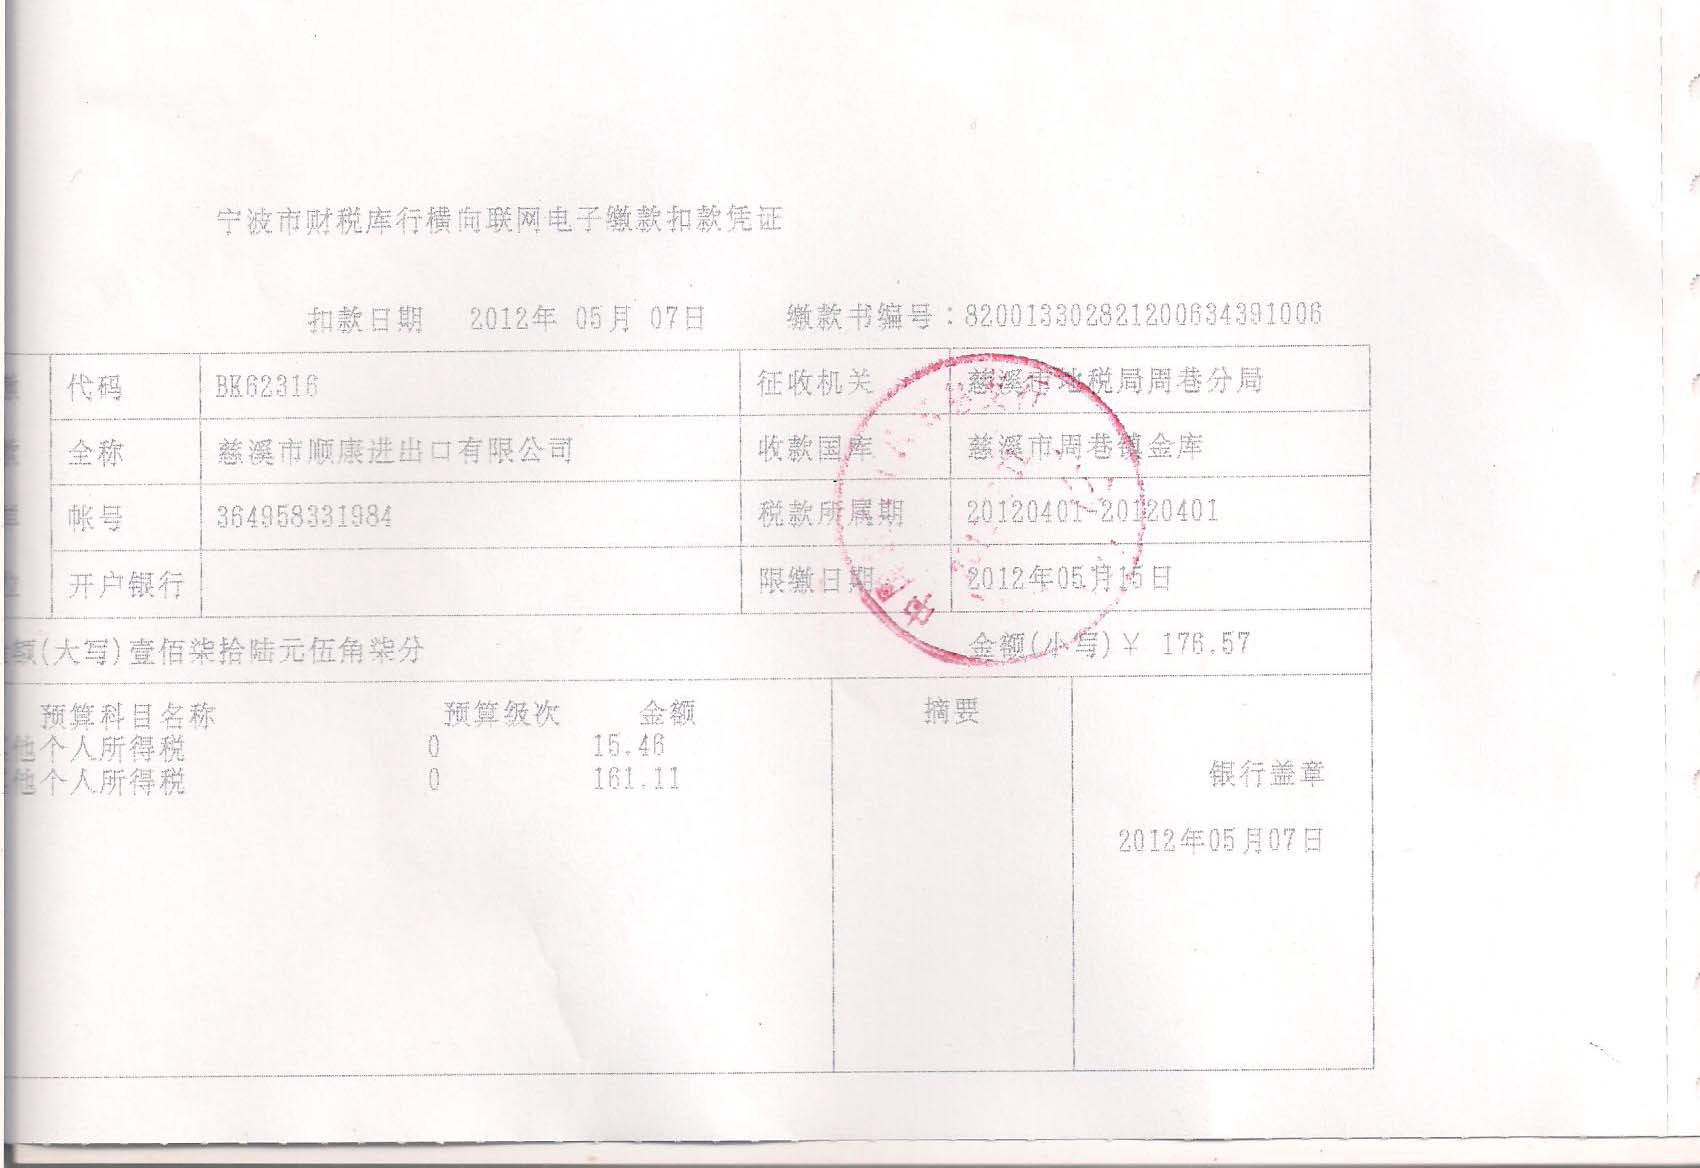 宁波市财税库行横向联网电子缴款扣款凭证
扣款日期 2012年 05月 07日 缴款书编号：820013302821200634391006
代码 BK62316 征收机关 慈溪市地税局周巷分局
全称 慈溪市顺康进出口有限公司 收款国库 慈溪市周巷镇金库
帐号 364958331984 税款所属期 20120401-20120401
开户银行 限缴日期 2012年05月15日
额(大写)壹佰柒拾陆元伍角柒分 金额(小写)￥ 176.57
预算科目名称 预算级次 金额 摘要
他个人所得税 0 15.46
他个人所得税 0 161.11
银行盖章
2012年05月07日